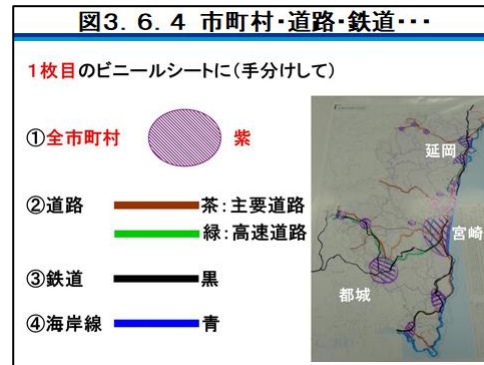 図3.6.4 市町村・道路・鉄道・・・
1枚目のビニールシートに(手分けして)
①全市町村 紫
②道路 茶:主要道路
緑:高速道路
③鉄道 黒
④海岸線 青
延岡
宮崎
都城